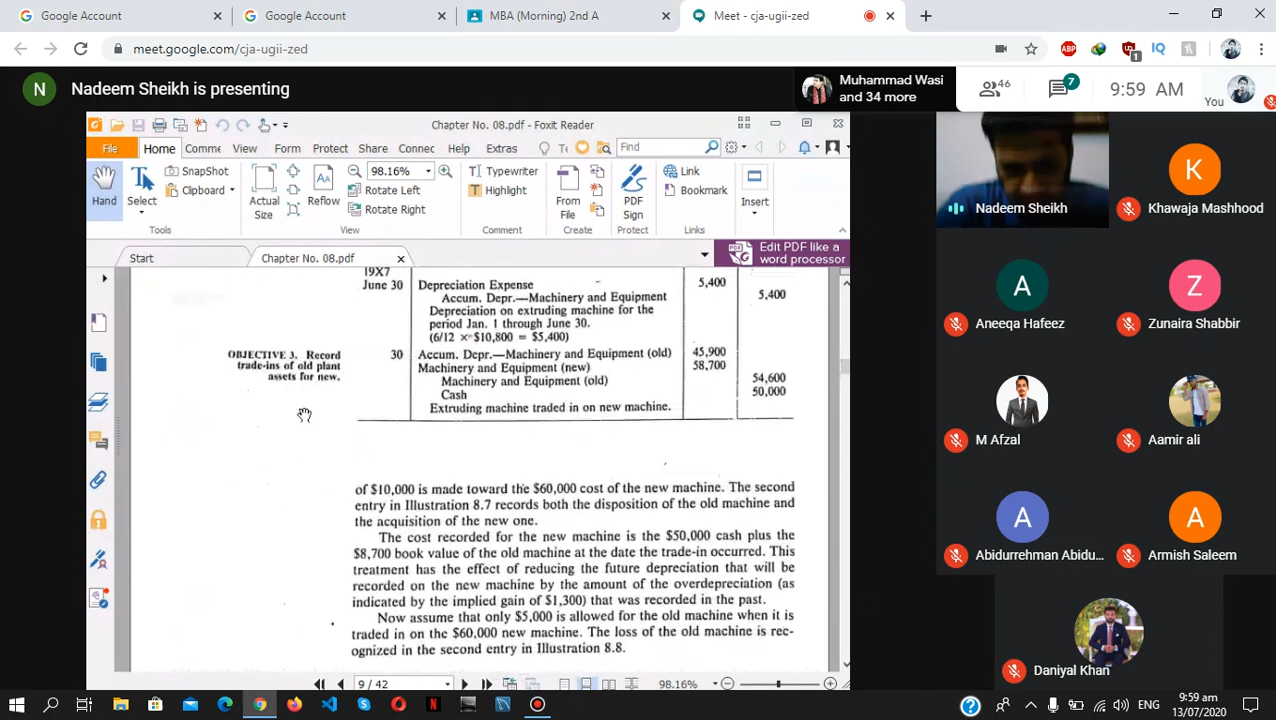 Google Account
Google Account
MBA (Morning) 2nd A
Meet - cja-ugii-zed
meet.google.com/cja-ugii-zed
ABP
1
IQ
N
Nadeem Sheikh is presenting
Muhammad Wasi
and 34 more
46
7
9:59 AM
You
Chapter No. 08.pdf - Foxit Reader
File
Home
Comme
View
Form
Protect
Share
Connec
Help
Extras
Te
Find
Hand
Select
SnapShot
Clipboard
Tools
Actual
Size
Reflow
98.16%
Rotate Left
Rotate Right
View
Typewriter
Highlight
Comment
From
File
Create
PDF
Sign
Protect
Link
Bookmark
Links
Insert
Start
Chapter No. 08.pdf
Edit PDF like a
word processor
19X7
June 30
Depreciation Expense
5,400
Accum. Depr.—Machinery and Equipment
5,400
Depreciation on extruding machine for the
period Jan. 1 through June 30.
(6/12 × $10,800 = $5,400)
OBJECTIVE 3. Record
trade-ins of old plant
assets for new.
30
Accum. Depr.—Machinery and Equipment (old)
45,900
Machinery and Equipment (new)
58,700
Machinery and Equipment (old)
54,600
Cash
50,000
Extruding machine traded in on new machine.
of $10,000 is made toward the $60,000 cost of the new machine. The second
entry in Illustration 8.7 records both the disposition of the old machine and
the acquisition of the new one.
The cost recorded for the new machine is the $50,000 cash plus the
$8,700 book value of the old machine at the date the trade-in occurred. This
treatment has the effect of reducing the future depreciation that will be
recorded on the new machine by the amount of the overdepreciation (as
indicated by the implied gain of $1,300) that was recorded in the past.
Now assume that only $5,000 is allowed for the old machine when it is
traded in on the $60,000 new machine. The loss of the old machine is rec-
ognized in the second entry in Illustration 8.8.
9 / 42
98.16%
Nadeem Sheikh
K
Khawaja Mashhood
A
Aneeqa Hafeez
Z
Zunaira Shabbir
M Afzal
Aamir ali
A
Abidurrehman Abidu...
A
Armish Saleem
Daniyal Khan
ENG
9:59 am
13/07/2020